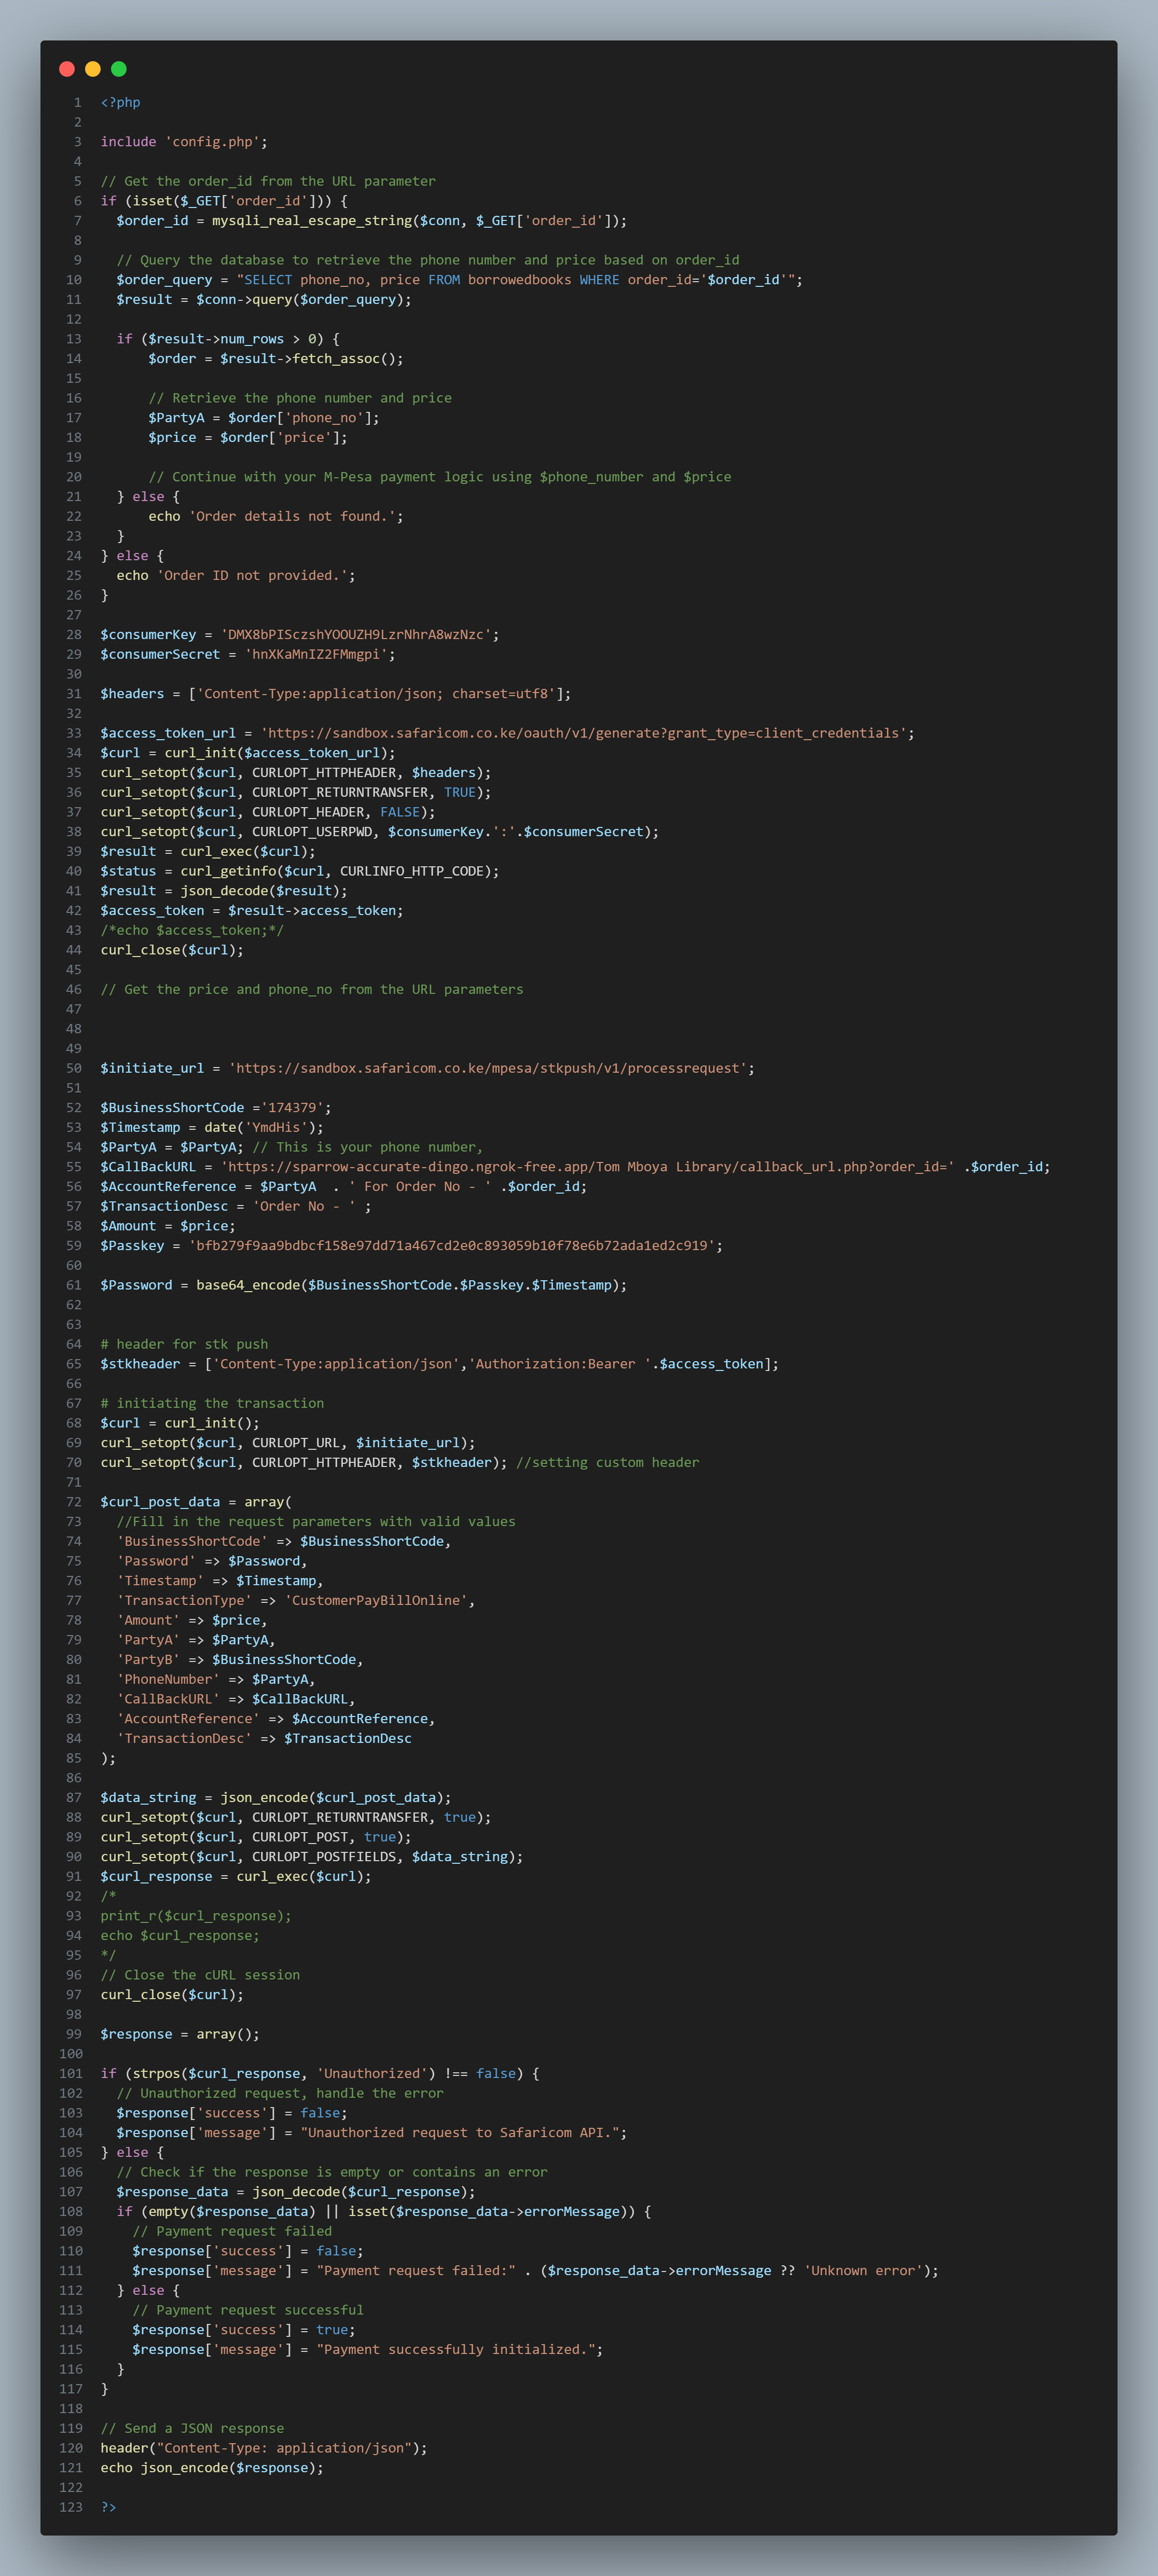 1 <?php
2
3 include 'config.php';
4
5 // Get the order_id from the URL parameter
6 if (isset($_GET['order_id'])) {
7   $order_id = mysqli_real_escape_string($conn, $_GET['order_id']);
8
9   // Query the database to retrieve the phone number and price based on order_id
10   $order_query = "SELECT phone_no, price FROM borrowedbooks WHERE order_id='$order_id'";
11   $result = $conn->query($order_query);
12
13   if ($result->num_rows > 0) {
14       $order = $result->fetch_assoc();
15
16       // Retrieve the phone number and price
17       $PartyA = $order['phone_no'];
18       $price = $order['price'];
19
20       // Continue with your M-Pesa payment logic using $phone_number and $price
21   } else {
22       echo 'Order details not found.';
23   }
24 } else {
25   echo 'Order ID not provided.';
26 }
27
28 $consumerKey = 'DMX8bPISczshYOOUZH9LzrNhrA8wzNzc';
29 $consumerSecret = 'hnXKaMnIZ2FMmgpi';
30
31 $headers = ['Content-Type:application/json; charset=utf8'];
32
33 $access_token_url = 'https://sandbox.safaricom.co.ke/oauth/v1/generate?grant_type=client_credentials';
34 $curl = curl_init($access_token_url);
35 curl_setopt($curl, CURLOPT_HTTPHEADER, $headers);
36 curl_setopt($curl, CURLOPT_RETURNTRANSFER, TRUE);
37 curl_setopt($curl, CURLOPT_HEADER, FALSE);
38 curl_setopt($curl, CURLOPT_USERPWD, $consumerKey.':'.$consumerSecret);
39 $result = curl_exec($curl);
40 $status = curl_getinfo($curl, CURLINFO_HTTP_CODE);
41 $result = json_decode($result);
42 $access_token = $result->access_token;
43 /*echo $access_token;*/
44 curl_close($curl);
45
46 // Get the price and phone_no from the URL parameters
47
48
49
50 $initiate_url = 'https://sandbox.safaricom.co.ke/mpesa/stkpush/v1/processrequest';
51
52 $BusinessShortCode ='174379';
53 $Timestamp = date('YmdHis');
54 $PartyA = $PartyA; // This is your phone number,
55 $CallBackURL = 'https://sparrow-accurate-dingo.ngrok-free.app/Tom Mboya Library/callback_url.php?order_id=' .$order_id;
56 $AccountReference = $PartyA  . ' For Order No - ' .$order_id;
57 $TransactionDesc = 'Order No - ' ;
58 $Amount = $price;
59 $Passkey = 'bfb279f9aa9bdbcf158e97dd71a467cd2e0c893059b10f78e6b72ada1ed2c919';
60
61 $Password = base64_encode($BusinessShortCode.$Passkey.$Timestamp);
62
63
64 # header for stk push
65 $stkheader = ['Content-Type:application/json','Authorization:Bearer '.$access_token];
66
67 # initiating the transaction
68 $curl = curl_init();
69 curl_setopt($curl, CURLOPT_URL, $initiate_url);
70 curl_setopt($curl, CURLOPT_HTTPHEADER, $stkheader); //setting custom header
71
72 $curl_post_data = array(
73   //Fill in the request parameters with valid values
74   'BusinessShortCode' => $BusinessShortCode,
75   'Password' => $Password,
76   'Timestamp' => $Timestamp,
77   'TransactionType' => 'CustomerPayBillOnline',
78   'Amount' => $price,
79   'PartyA' => $PartyA,
80   'PartyB' => $BusinessShortCode,
81   'PhoneNumber' => $PartyA,
82   'CallBackURL' => $CallBackURL,
83   'AccountReference' => $AccountReference,
84   'TransactionDesc' => $TransactionDesc
85 );
86
87 $data_string = json_encode($curl_post_data);
88 curl_setopt($curl, CURLOPT_RETURNTRANSFER, true);
89 curl_setopt($curl, CURLOPT_POST, true);
90 curl_setopt($curl, CURLOPT_POSTFIELDS, $data_string);
91 $curl_response = curl_exec($curl);
92 /*
93 print_r($curl_response);
94 echo $curl_response;
95 */
96 // Close the cURL session
97 curl_close($curl);
98
99 $response = array();
100
101 if (strpos($curl_response, 'Unauthorized') !== false) {
102   // Unauthorized request, handle the error
103   $response['success'] = false;
104   $response['message'] = "Unauthorized request to Safaricom API.";
105 } else {
106   // Check if the response is empty or contains an error
107   $response_data = json_decode($curl_response);
108   if (empty($response_data) || isset($response_data->errorMessage)) {
109     // Payment request failed
110     $response['success'] = false;
111     $response['message'] = "Payment request failed:" . ($response_data->errorMessage ?? 'Unknown error');
112   } else {
113     // Payment request successful
114     $response['success'] = true;
115     $response['message'] = "Payment successfully initialized.";
116   }
117 }
118
119 // Send a JSON response
120 header("Content-Type: application/json");
121 echo json_encode($response);
122
123 ?>